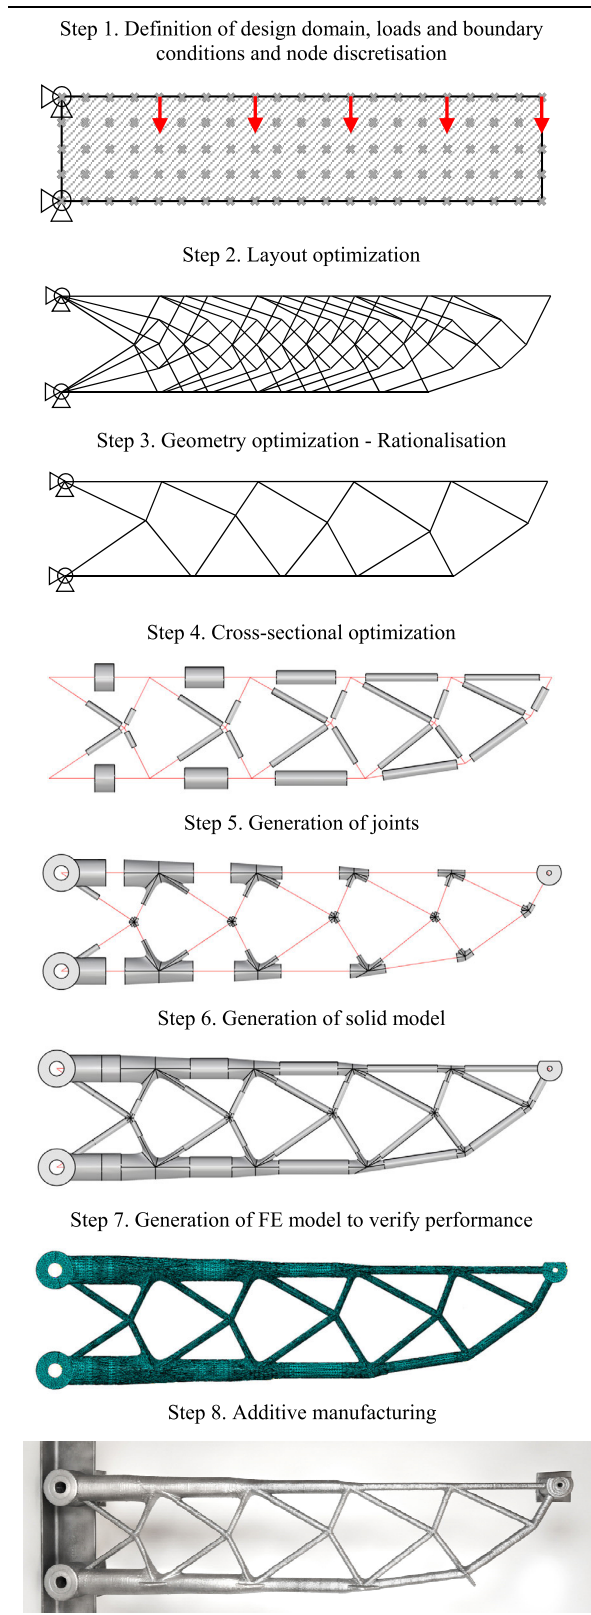 Step 1. Definition of design domain, loads and boundary
conditions and node discretisation
Step 2. Layout optimization
Step 3. Geometry optimization - Rationalisation
Step 4. Cross-sectional optimization
Step 5. Generation of joints
Step 6. Generation of solid model
Step 7. Generation of FE model to verify performance
Step 8. Additive manufacturing